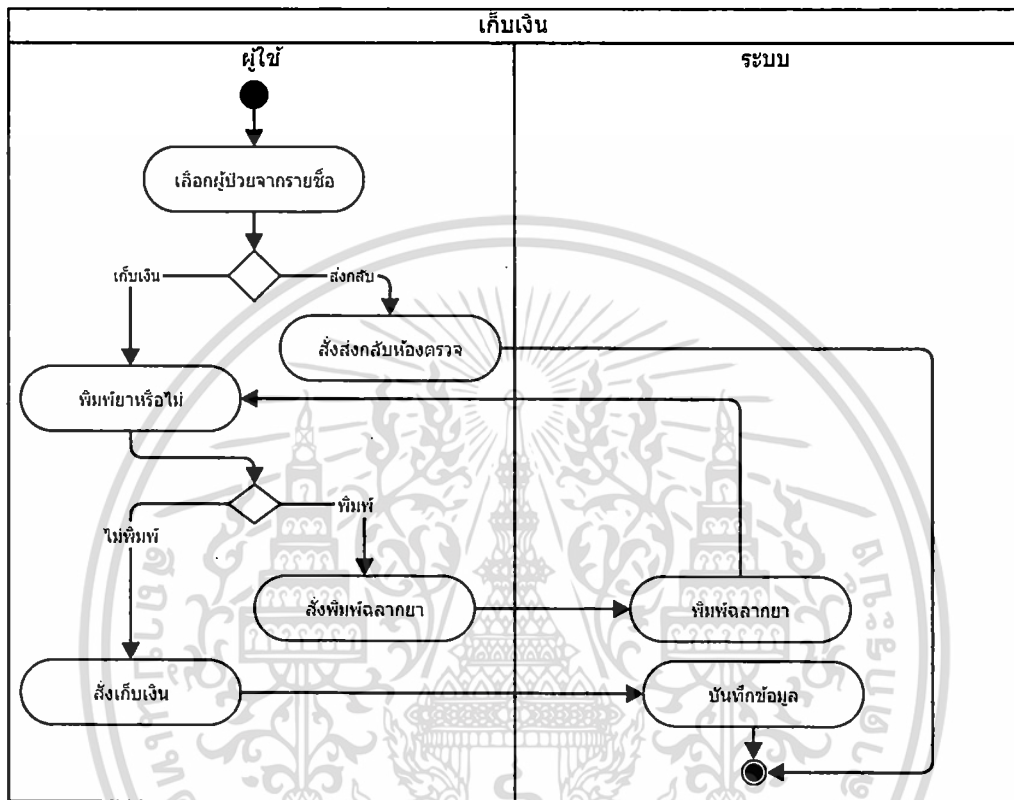 เก็บเงิน
ผู้ใช้
ระบบ
เลือกผู้ป่วยจากรายชื่อ
เก็บเงิน
ส่งกลับ
สั่งส่งกลับห้องตรวจ
พิมพ์ยาหรือไม่
พิมพ์
ไม่พิมพ์
สั่งพิมพ์ฉลากยา
พิมพ์ฉลากยา
สั่งเก็บเงิน
บันทึกข้อมูล